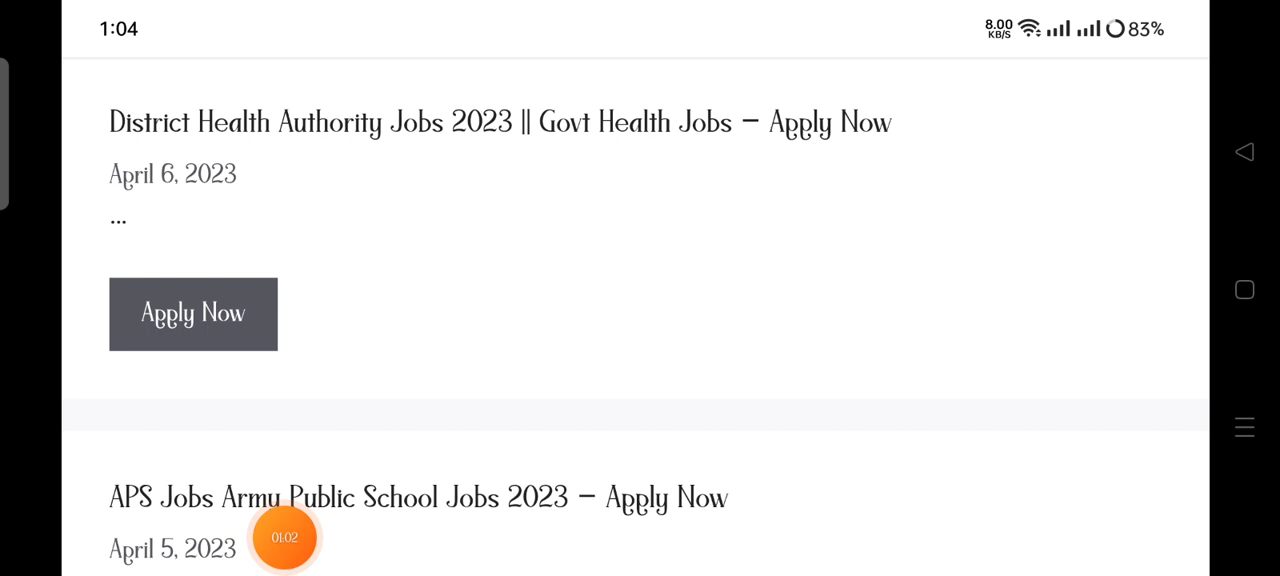 1:04
8.00
KB/S
83%
District Health Authority Jobs 2023 || Govt Health Jobs – Apply Now
April 6, 2023
...
Apply Now
APS Jobs Army Public School Jobs 2023 – Apply Now
April 5, 2023
01:02